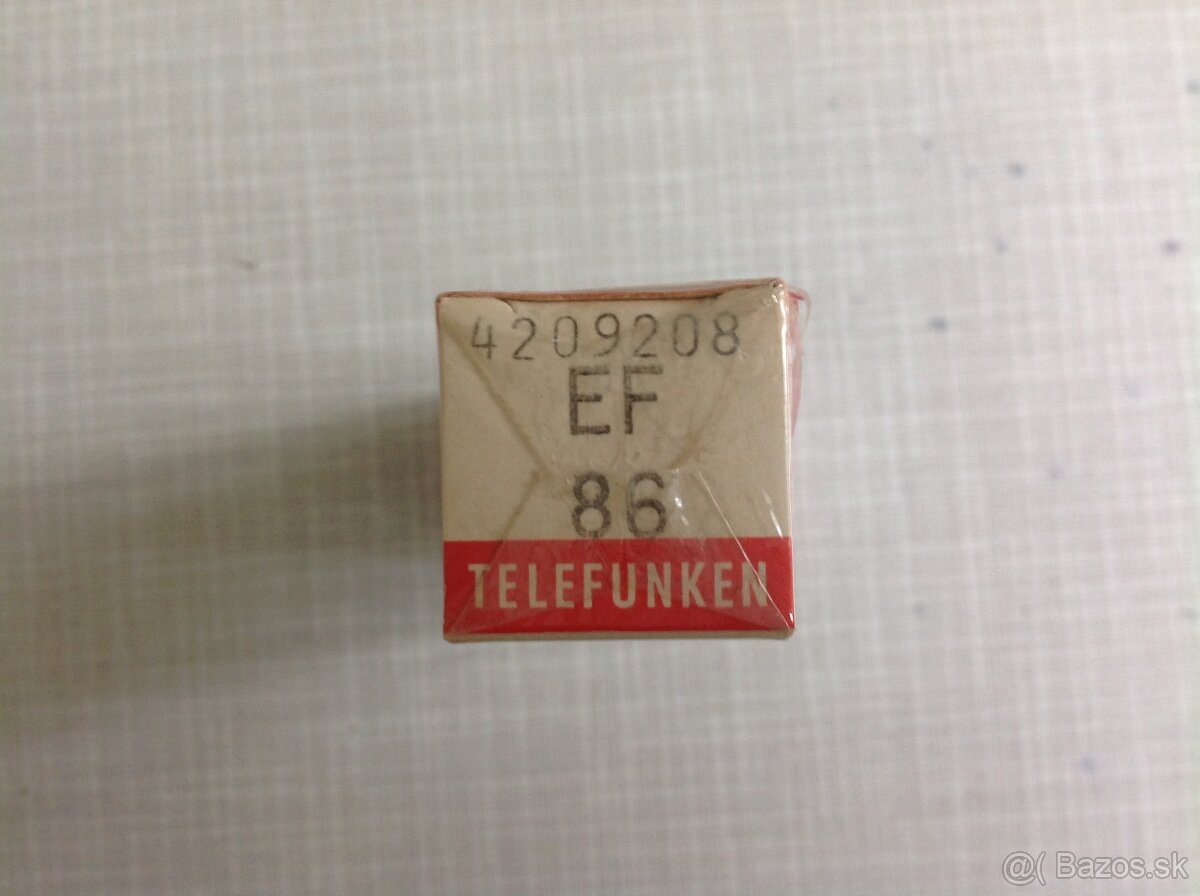 4209208
EF
86
TELEFUNKEN
@( Bazos.sk